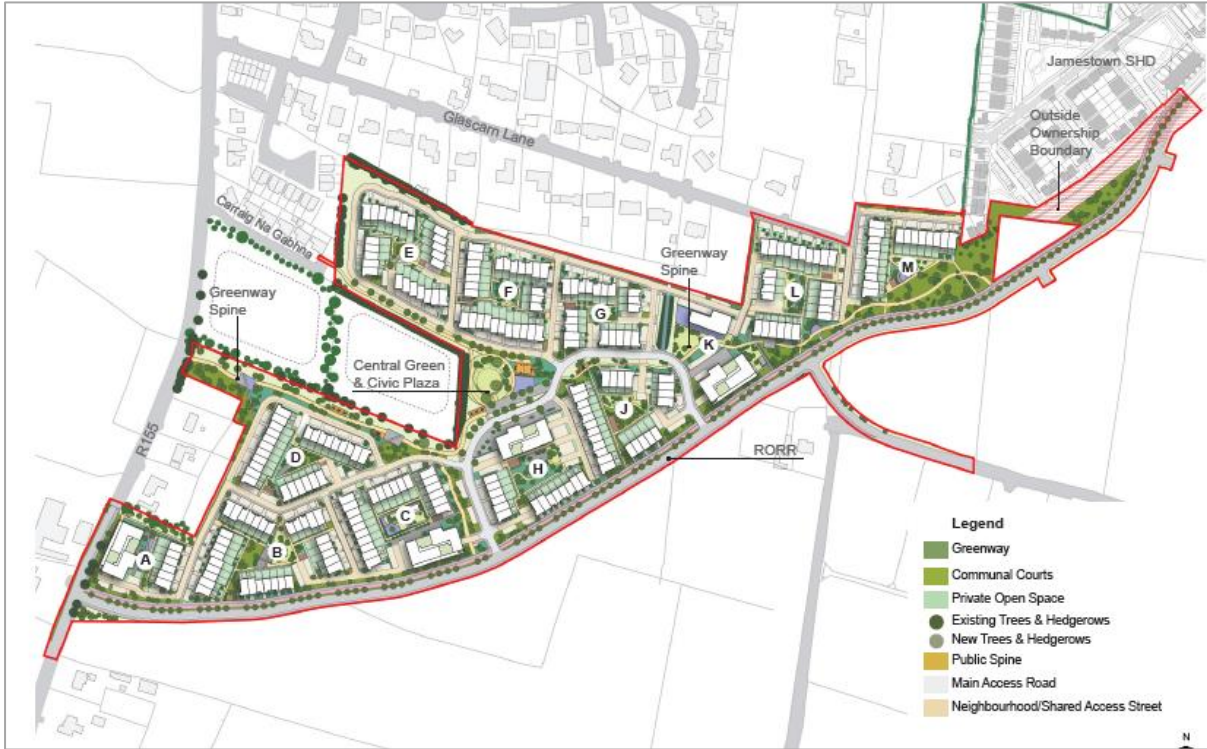 Jamestown SHD
Outside
Ownership
Boundary
Glascarn Lane
Carraig Na Gabhna
Greenway
Spine
E
F
G
Greenway
Spine
K
L
M
Central Green
& Civic Plaza
R155
D
J
H
RORR
C
B
A
Legend
Greenway
Communal Courts
Private Open Space
Existing Trees & Hedgerows
New Trees & Hedgerows
Public Spine
Main Access Road
Neighbourhood/Shared Access Street
N